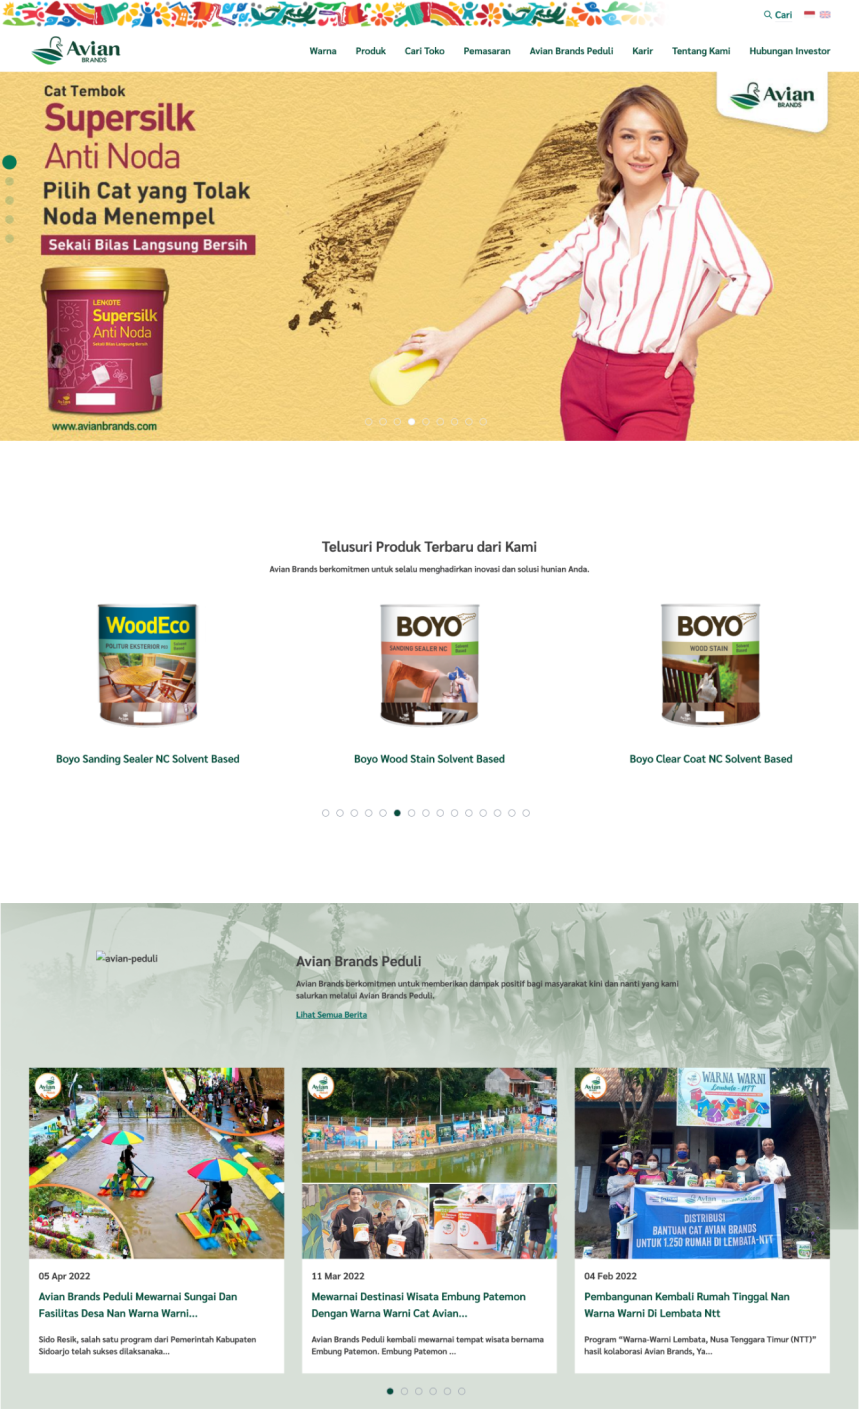 Cari
Avian
BRANDS
Warna
Produk
Cari Toko
Pemasaran
Avian Brands Peduli
Karir
Tentang Kami
Hubungan Investor
Cat Tembok
Supersilk
Anti Noda
Pilih Cat yang Tolak
Noda Menempel
Sekali Bilas Langsung Bersih
Avian
BRANDS
LENKOTE
Supersilk
Anti Noda
Sekali Bilas Langsung Bersih
www.avianbrands.com
Telusuri Produk Terbaru dari Kami
Avian Brands berkomitmen untuk selalu menghadirkan inovasi dan solusi hunian Anda.
WoodEco
POLITUR EKSTERIOR
Solvent
Based
BOYO
SANDING SEALER NC
Solvent
Based
BOYO
WOOD STAIN
Solvent
Based
Boyo Sanding Sealer NC Solvent Based
Boyo Wood Stain Solvent Based
Boyo Clear Coat NC Solvent Based
avian-peduli
Avian Brands Peduli
Avian Brands berkomitmen untuk memberikan dampak positif bagi masyarakat kini dan nanti yang kami
salurkan melalui Avian Brands Peduli.
Lihat Semua Berita
Avian
Avian
Avian
WARNA WARNI
Lembata - NTT
Avian
DISTRIBUSI
BANTUAN CAT AVIAN BRANDS
UNTUK 1.250 RUMAH DI LEMBATA-NTT
05 Apr 2022
Avian Brands Peduli Mewarnai Sungai Dan
Fasilitas Desa Nan Warna Warni...
Sido Resik, salah satu program dari Pemerintah Kabupaten
Sidoarjo telah sukses dilaksanaka...
11 Mar 2022
Mewarnai Destinasi Wisata Embung Patemon
Dengan Warna Warni Cat Avian...
Avian Brands Peduli kembali mewarnai tempat wisata bernama
Embung Patemon. Embung Patemon ...
04 Feb 2022
Pembangunan Kembali Rumah Tinggal Nan
Warna Warni Di Lembata Ntt
Program “Warna-Warni Lembata, Nusa Tenggara Timur (NTT)”
hasil kolaborasi Avian Brands, Ya...